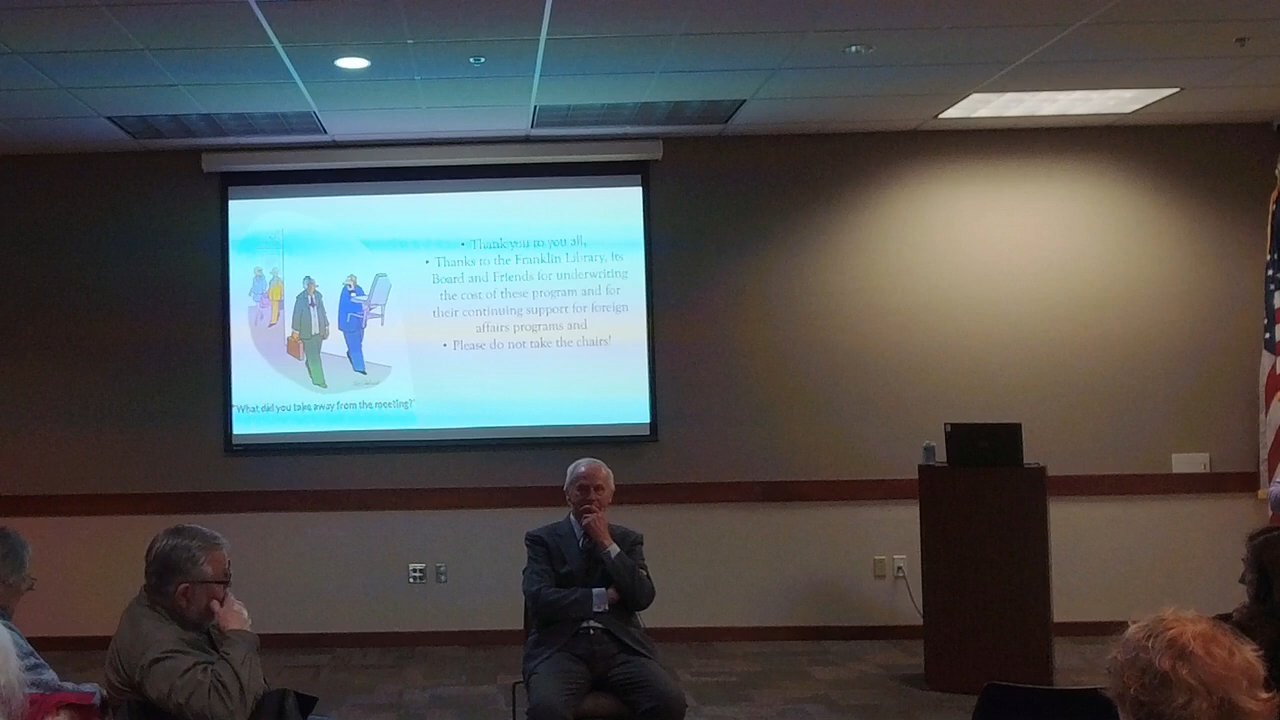 • Thank you to you all,
• Thanks to the Franklin Library, its
Board and Friends for underwriting
the cost of these program and for
their continuing support for foreign
affairs programs and
• Please do not take the chairs!
"What did you take away from the meeting?"